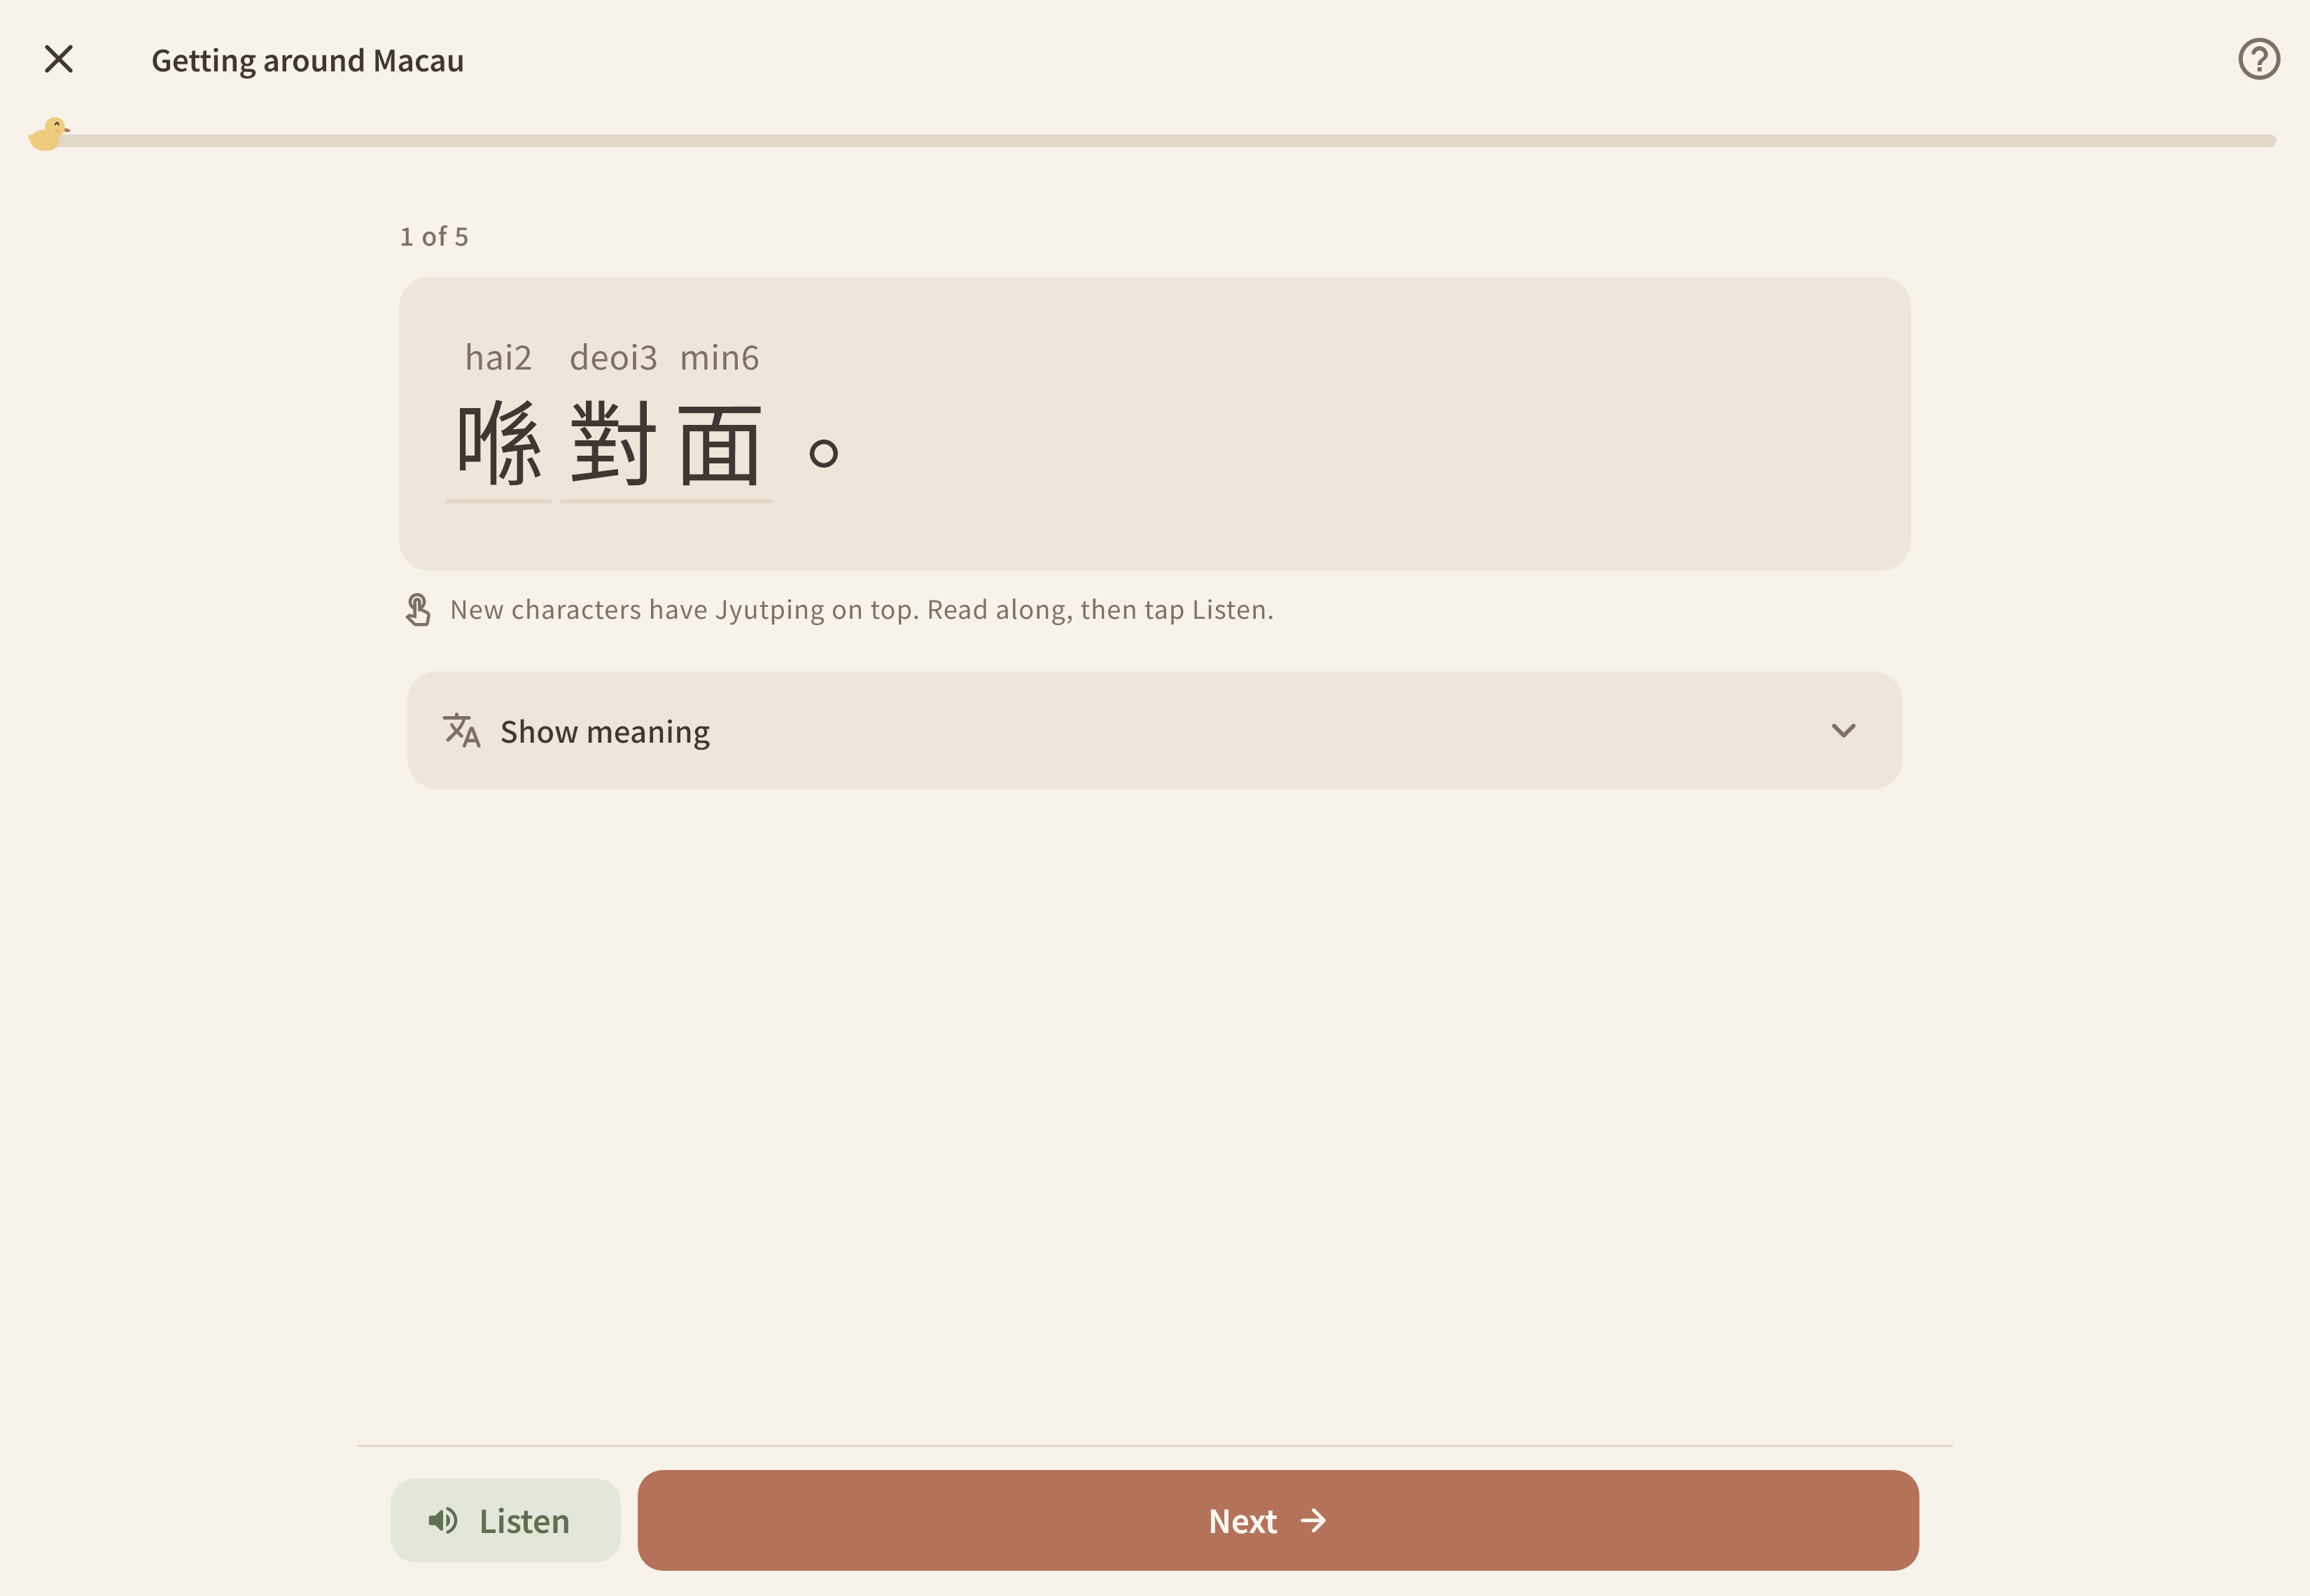 Getting around Macau
1 of 5
hai2 deoi3 min6
喺對面。
New characters have Jyutping on top. Read along, then tap Listen.
Show meaning
Listen
Next